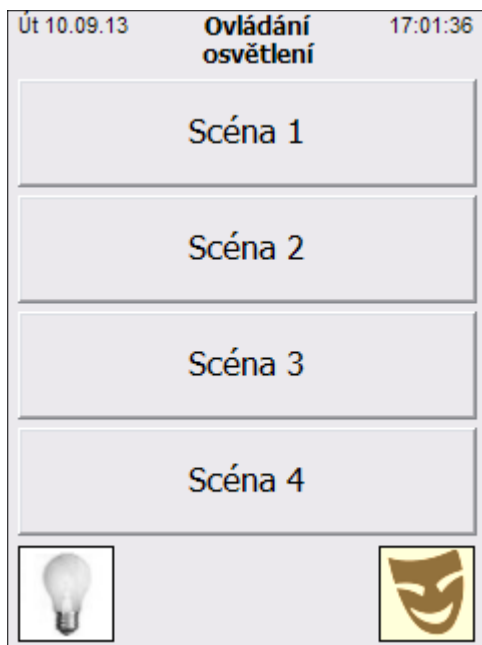 Út 10.09.13
Ovládání
osvětlení
17:01:36
Scéna 1
Scéna 2
Scéna 3
Scéna 4